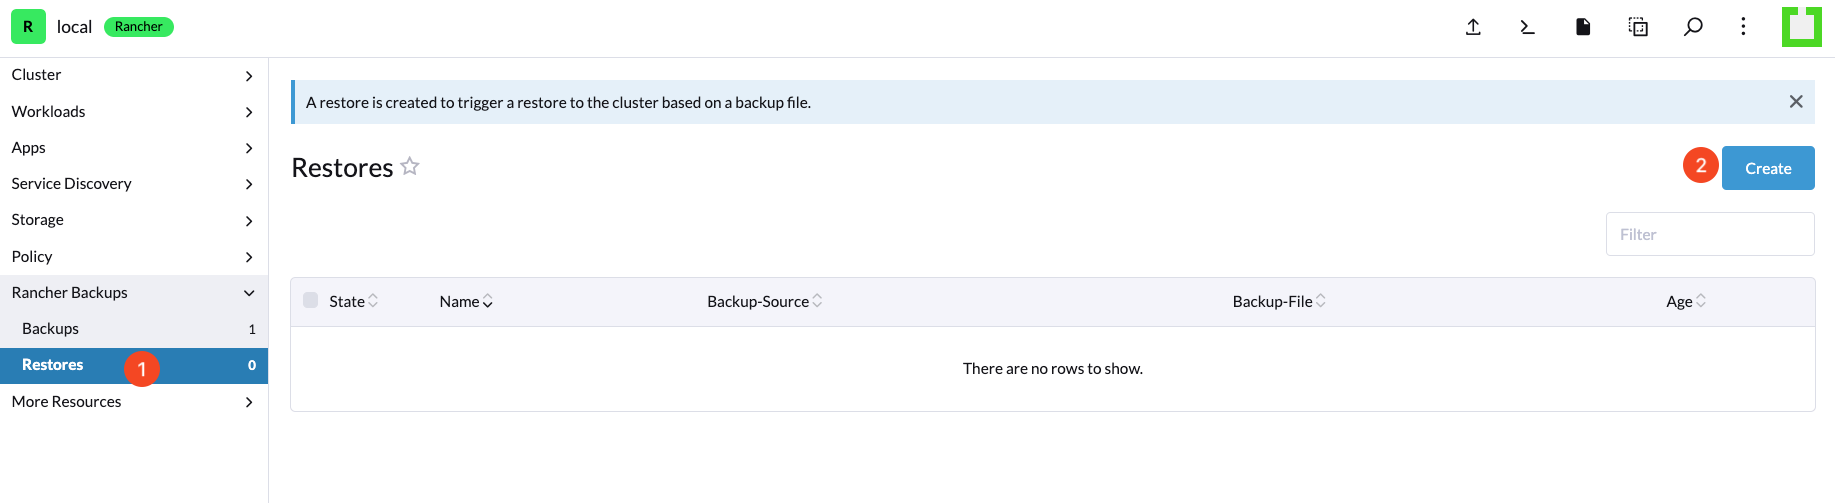 R local Rancher
Cluster
Workloads
Apps
Service Discovery
Storage
Policy
Rancher Backups
Backups 1
Restores 1 0
More Resources
A restore is created to trigger a restore to the cluster based on a backup file.
Restores
2 Create
Filter
State Name Backup-Source Backup-File Age
There are no rows to show.